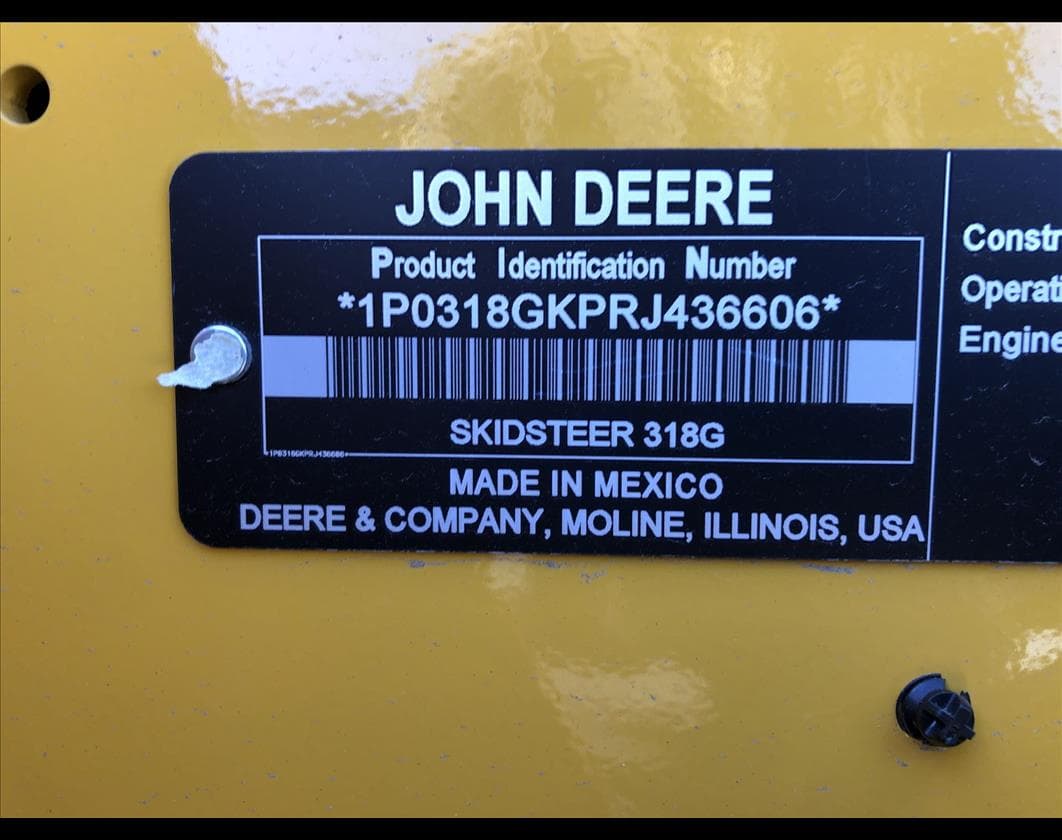 JOHN DEERE
Product Identification Number
*1P0318GKPRJ436606*
SKIDSTEER 318G
MADE IN MEXICO
DEERE & COMPANY, MOLINE, ILLINOIS, USA